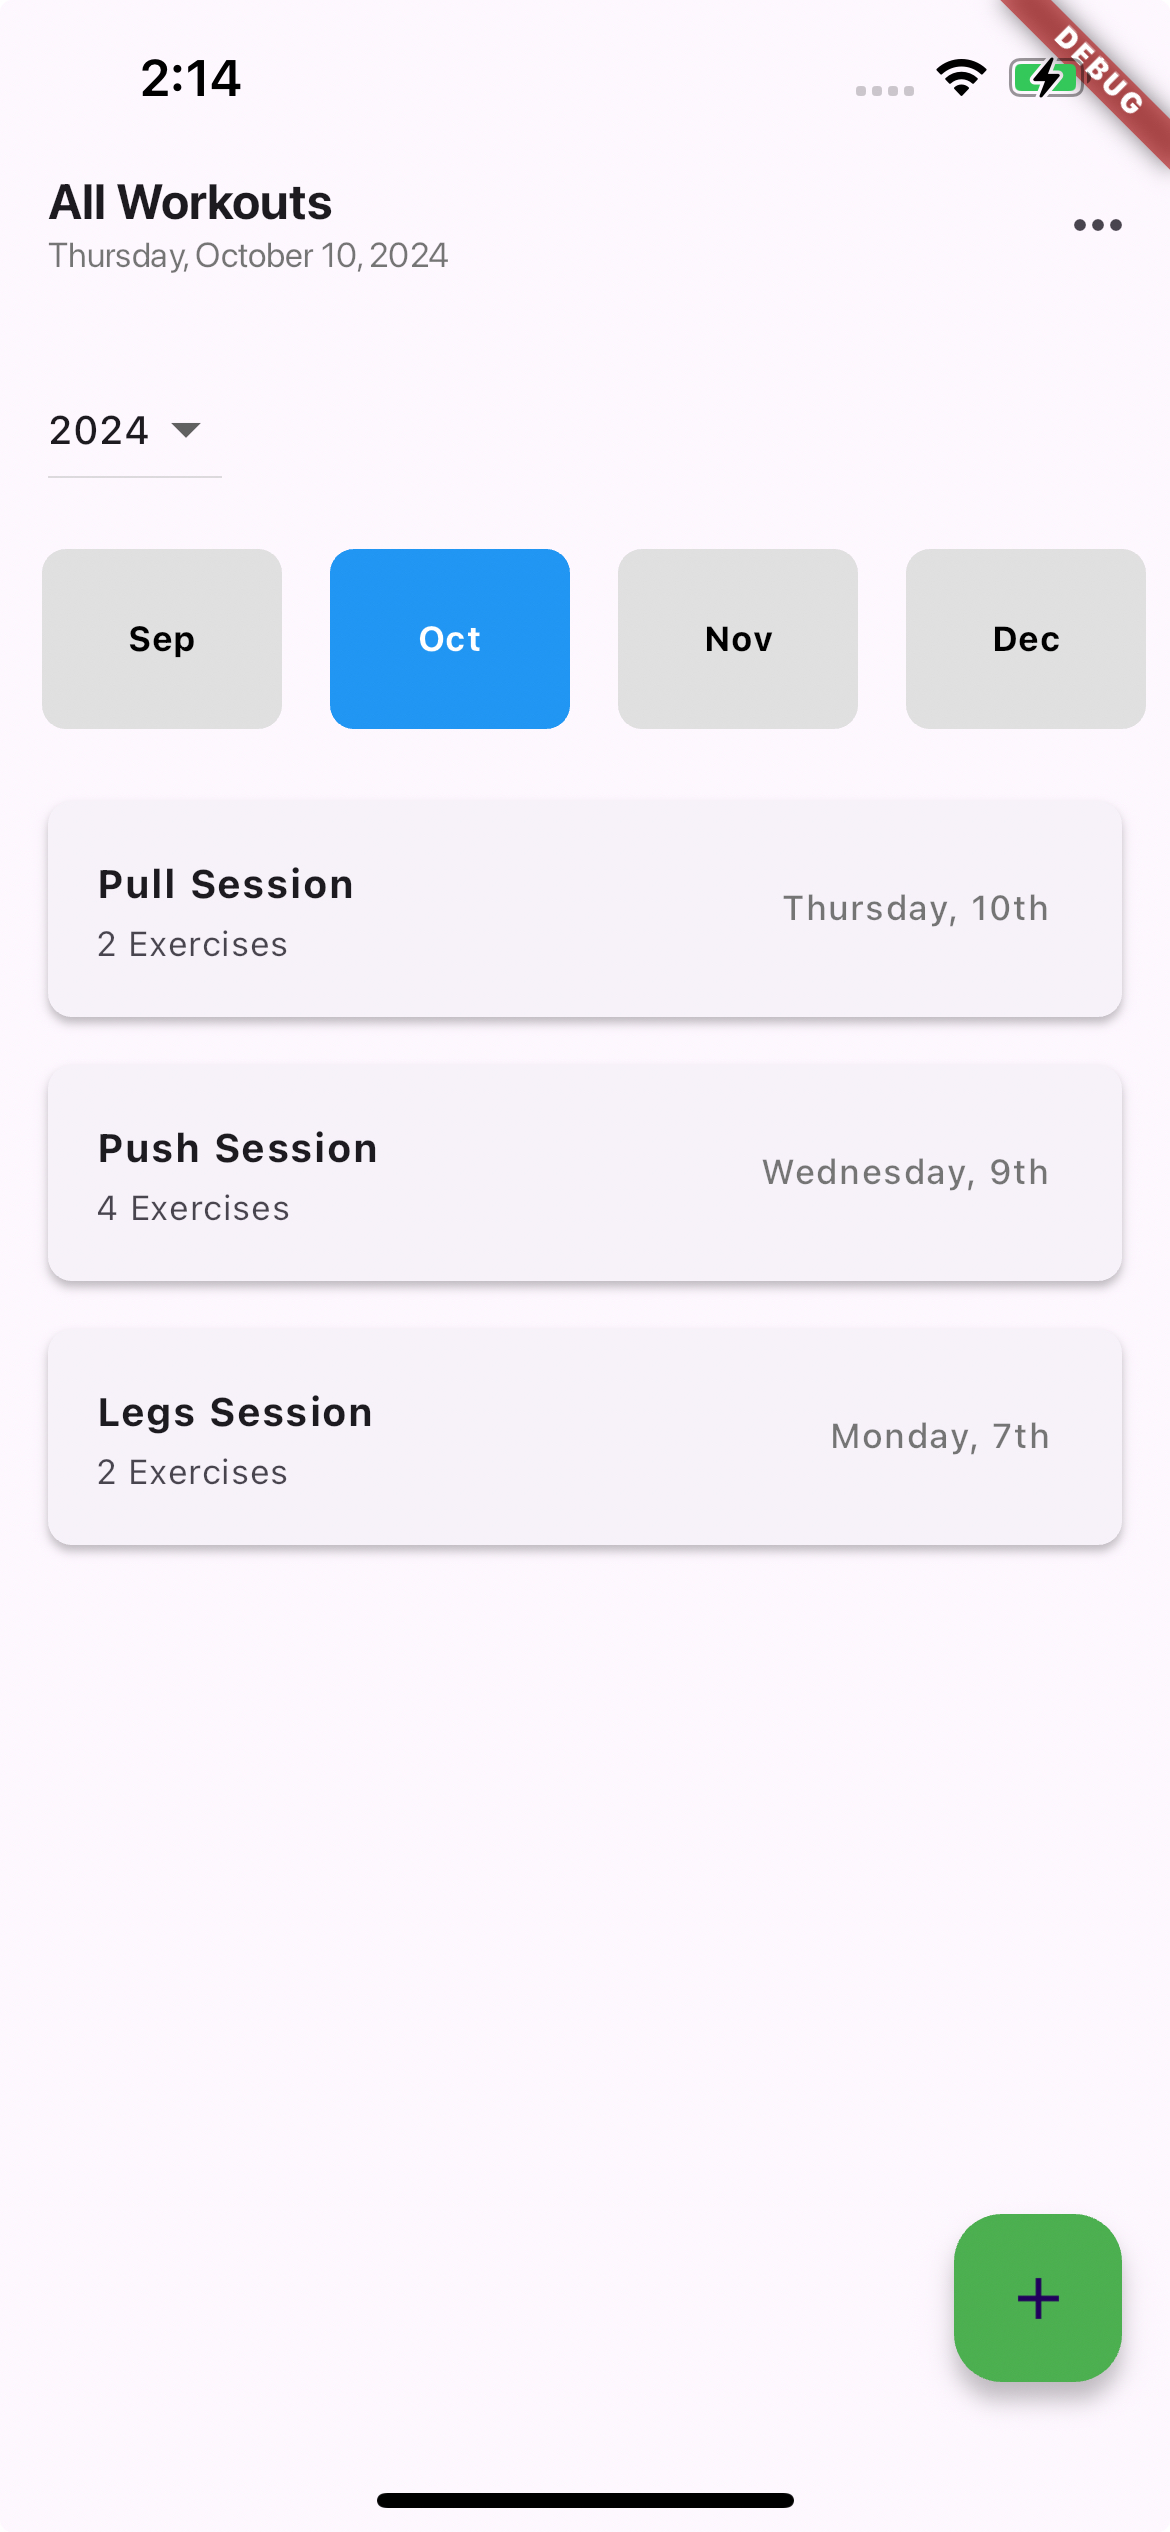 2:14
DEBUG
All Workouts
Thursday, October 10, 2024
2024
Sep Oct Nov Dec
Pull Session
2 Exercises
Thursday, 10th
Push Session
4 Exercises
Wednesday, 9th
Legs Session
2 Exercises
Monday, 7th
+